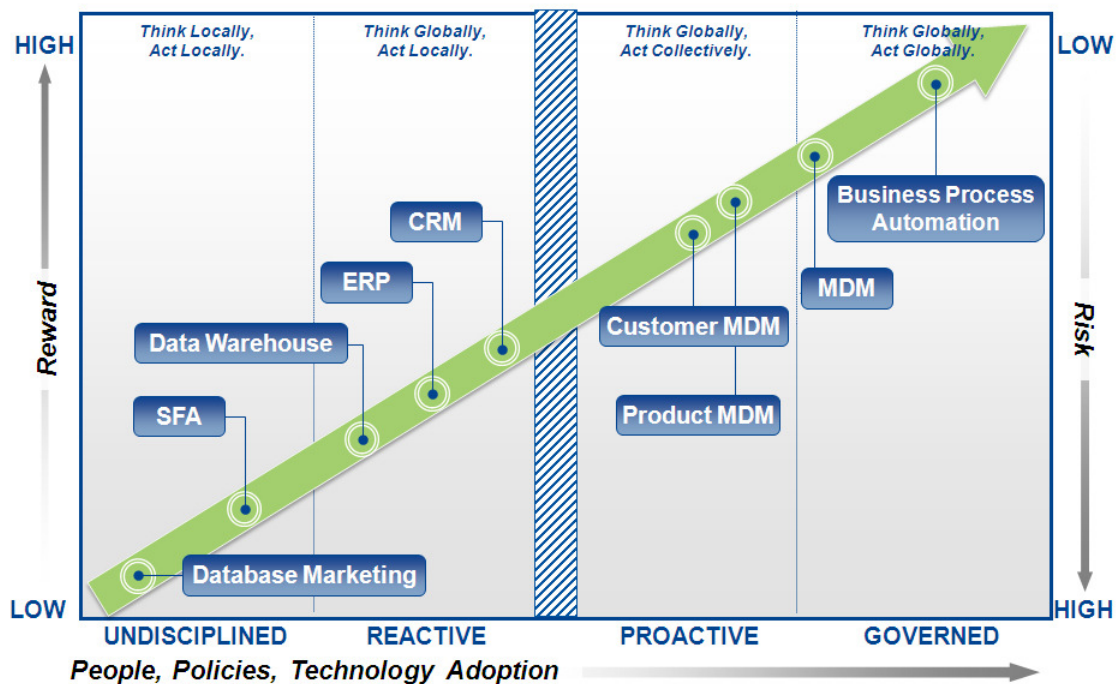 Think Locally,
Act Locally.
Think Globally,
Act Locally.
Think Globally,
Act Collectively.
Think Globally,
Act Globally.
HIGH
LOW
Business Process
Automation
CRM
ERP
MDM
Reward
Risk
Data Warehouse
Customer MDM
SFA
Product MDM
Database Marketing
LOW
HIGH
UNDISCIPLINED
REACTIVE
PROACTIVE
GOVERNED
People, Policies, Technology Adoption